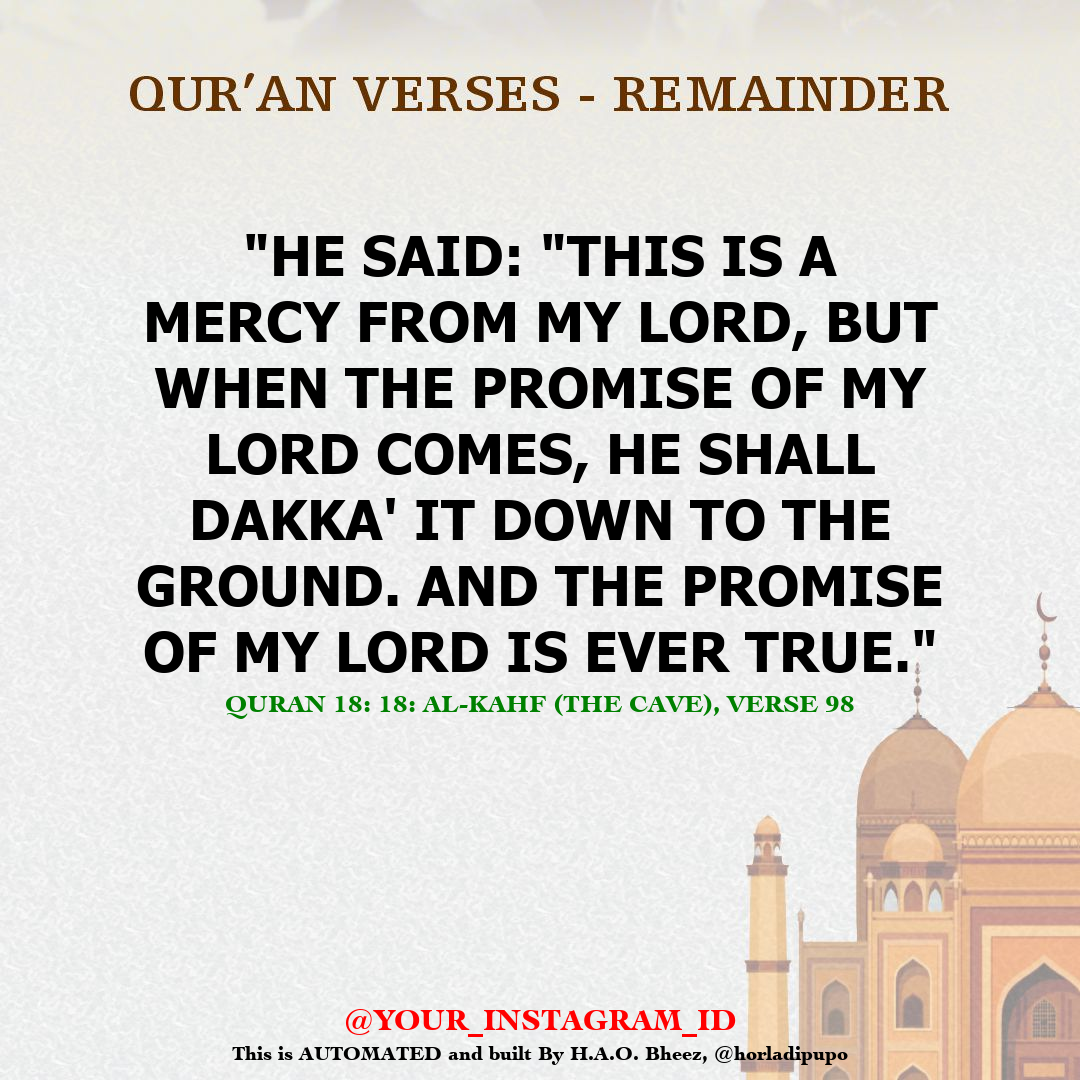 QUR'AN VERSES - REMAINDER
"HE SAID: "THIS IS A
MERCY FROM MY LORD, BUT
WHEN THE PROMISE OF MY
LORD COMES, HE SHALL
DAKKA' IT DOWN TO THE
GROUND. AND THE PROMISE
OF MY LORD IS EVER TRUE."
QURAN 18: 18: AL-KAHF (THE CAVE), VERSE 98
@YOUR_INSTAGRAM_ID
This is AUTOMATED and built By H.A.O. Bheez, @horladipupo